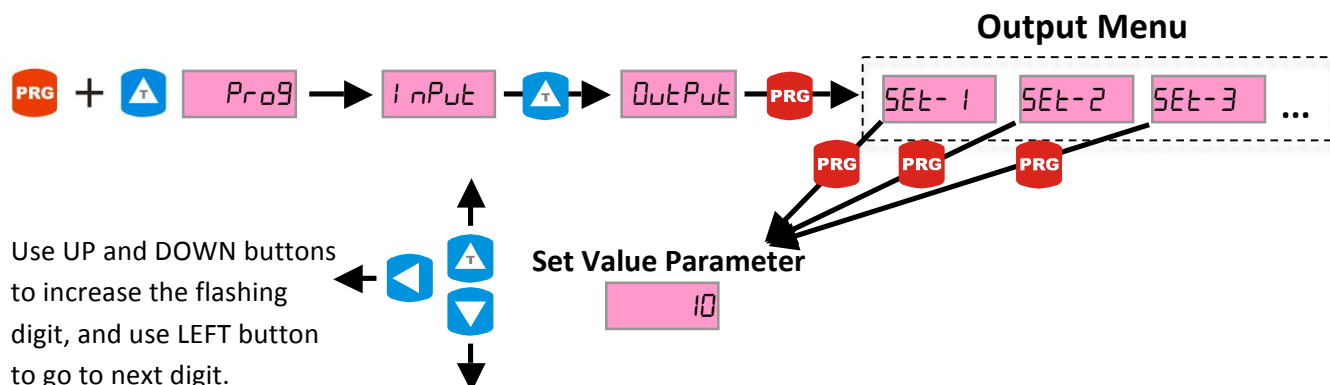 Output Menu
PRG + T Prog InPut T OutPut PRG SEt-1 SEt-2 SEt-3 ...
PRG PRG PRG
Use UP and DOWN buttons
to increase the flashing
digit, and use LEFT button
to go to next digit.
T
Set Value Parameter
10